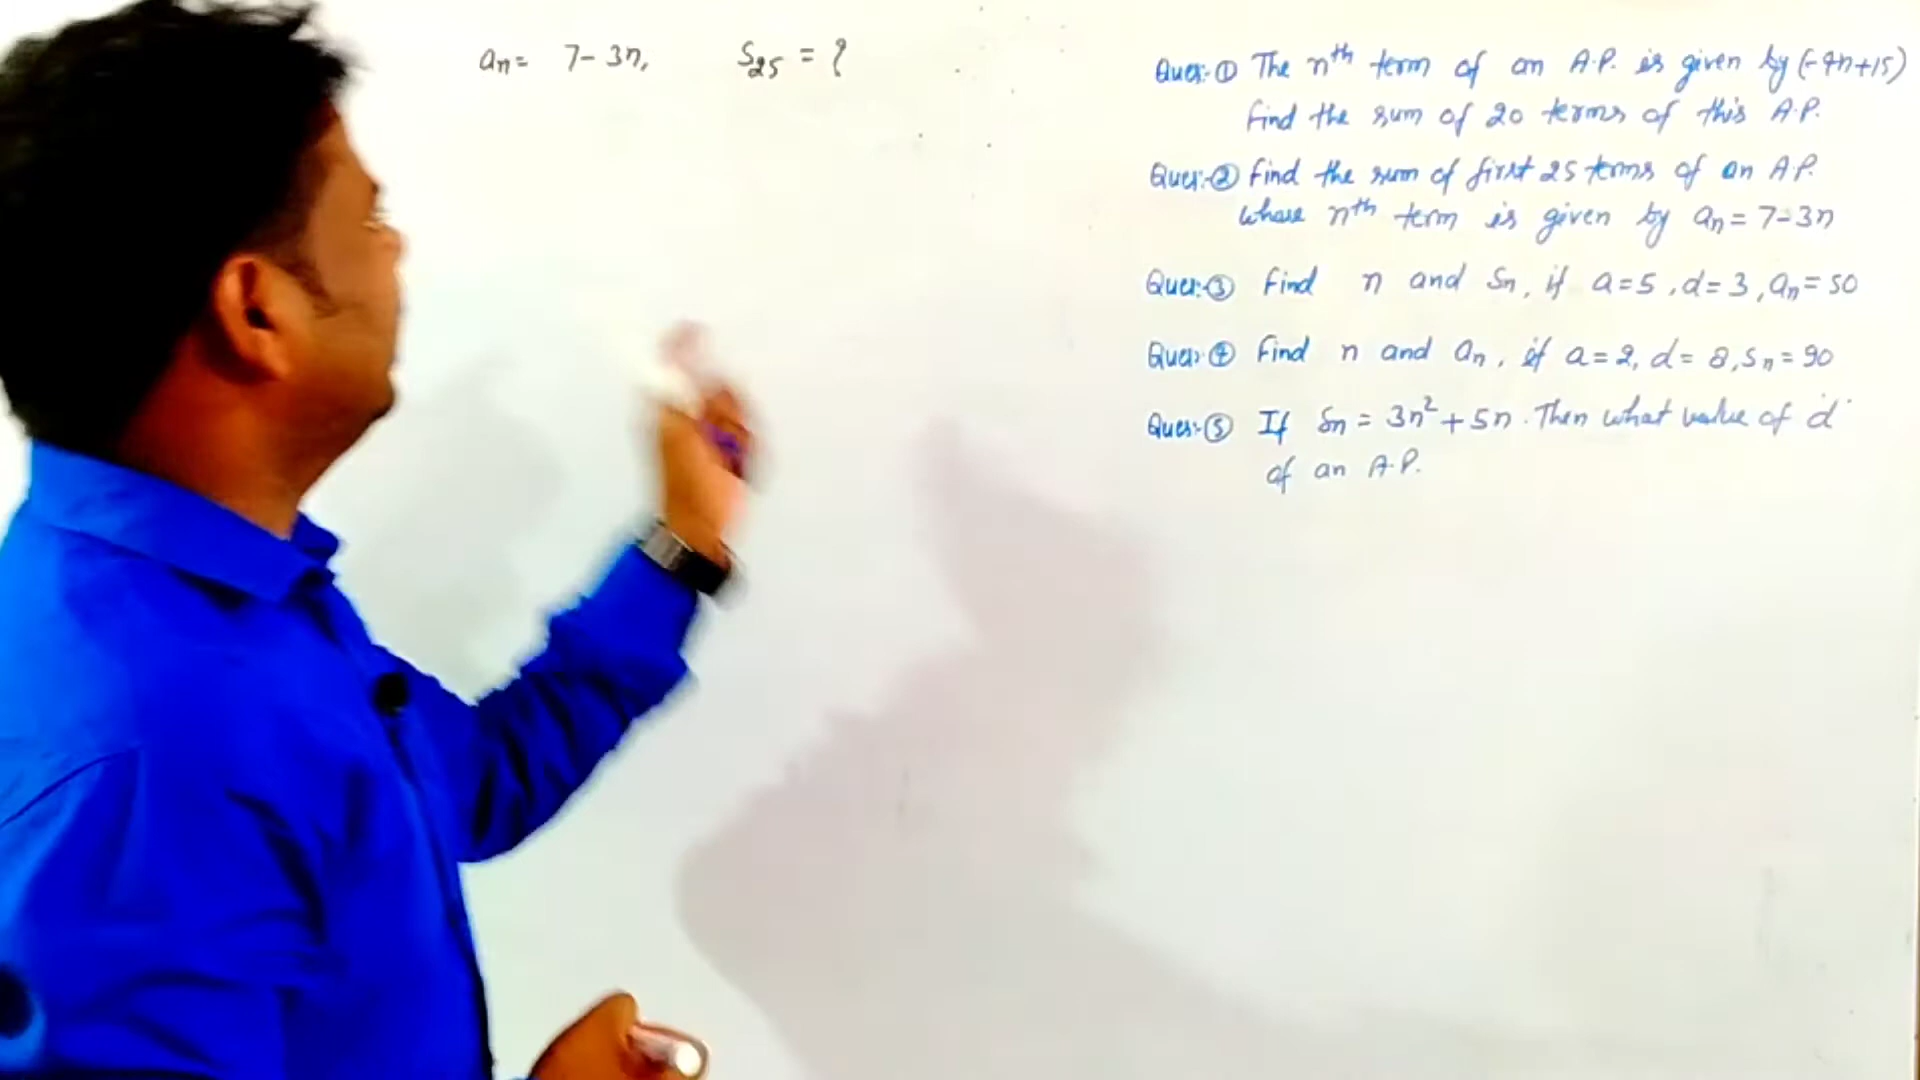 an = 7-3n, S25 = ?
Ques:-① The nth term of an A.P. is given by (-4n+15)
Find the sum of 20 terms of this A.P.
Ques:-② Find the sum of first 25 terms of an A.P.
whose nth term is given by an = 7-3n
Ques:-③ Find n and Sn, if a=5, d=3, an=50
Ques:-④ Find n and an, if a=2, d=8, Sn=90
Ques:-⑤ If Sn = 3n²+5n. Then what value of 'd'
of an A.P.